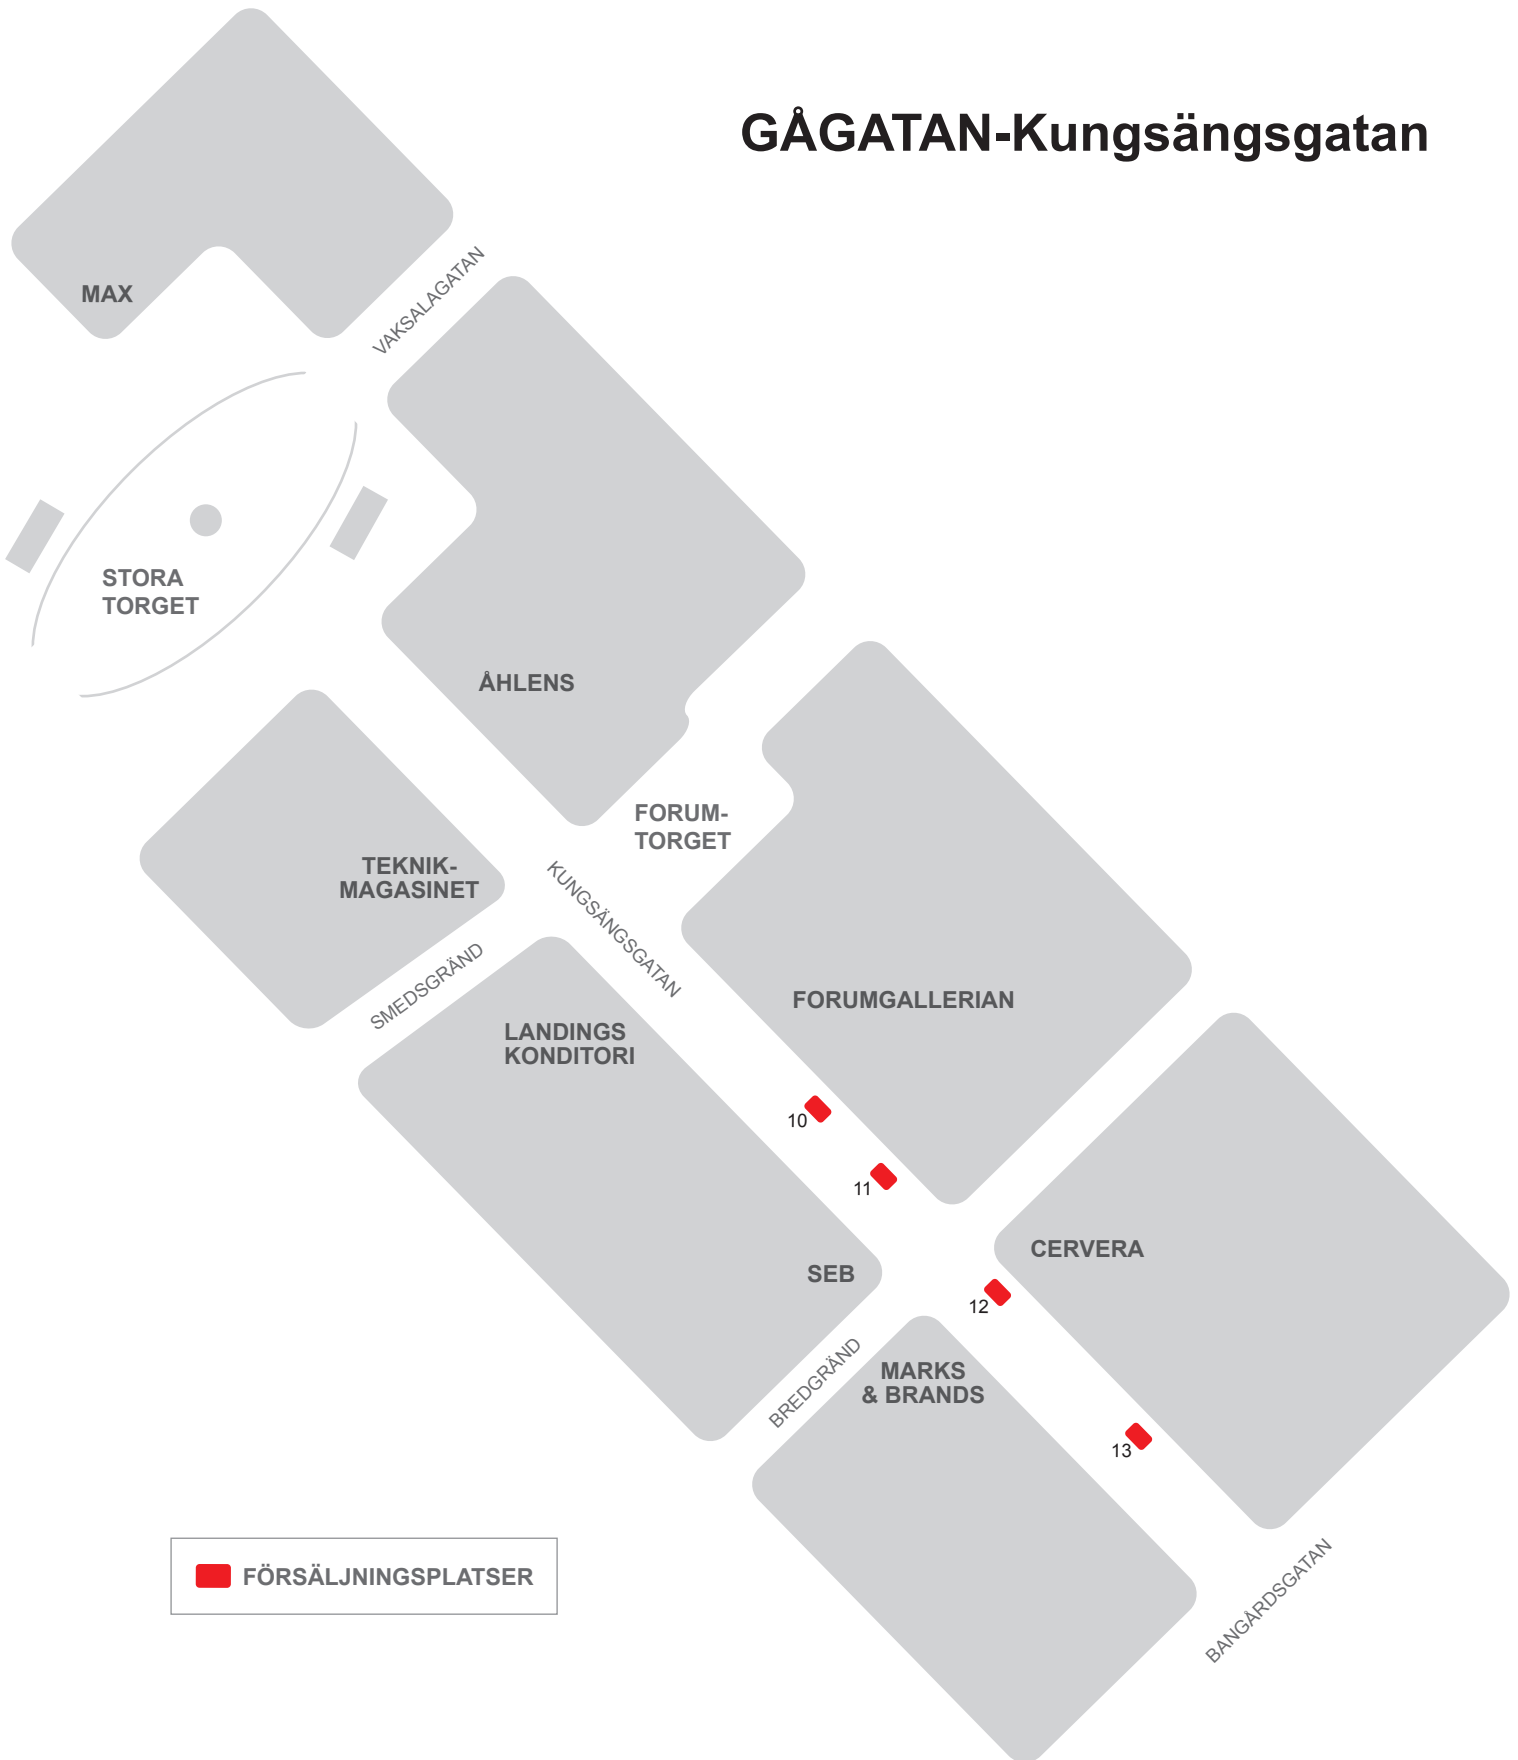 GÅGATAN-Kungsängsgatan
VAKSALAGATAN
MAX
STORA
TORGET
ÅHLENS
FORUM-
TORGET
TEKNIK-
MAGASINET
KUNGSÄNGSGATAN
SMEDSGRÄND
FORUMGALLERIAN
LANDINGS
KONDITORI
10
11
CERVERA
SEB
12
BREDGRÄND
MARKS
& BRANDS
13
FÖRSÄLJNINGSPLATSER
BANGÅRDSGATAN